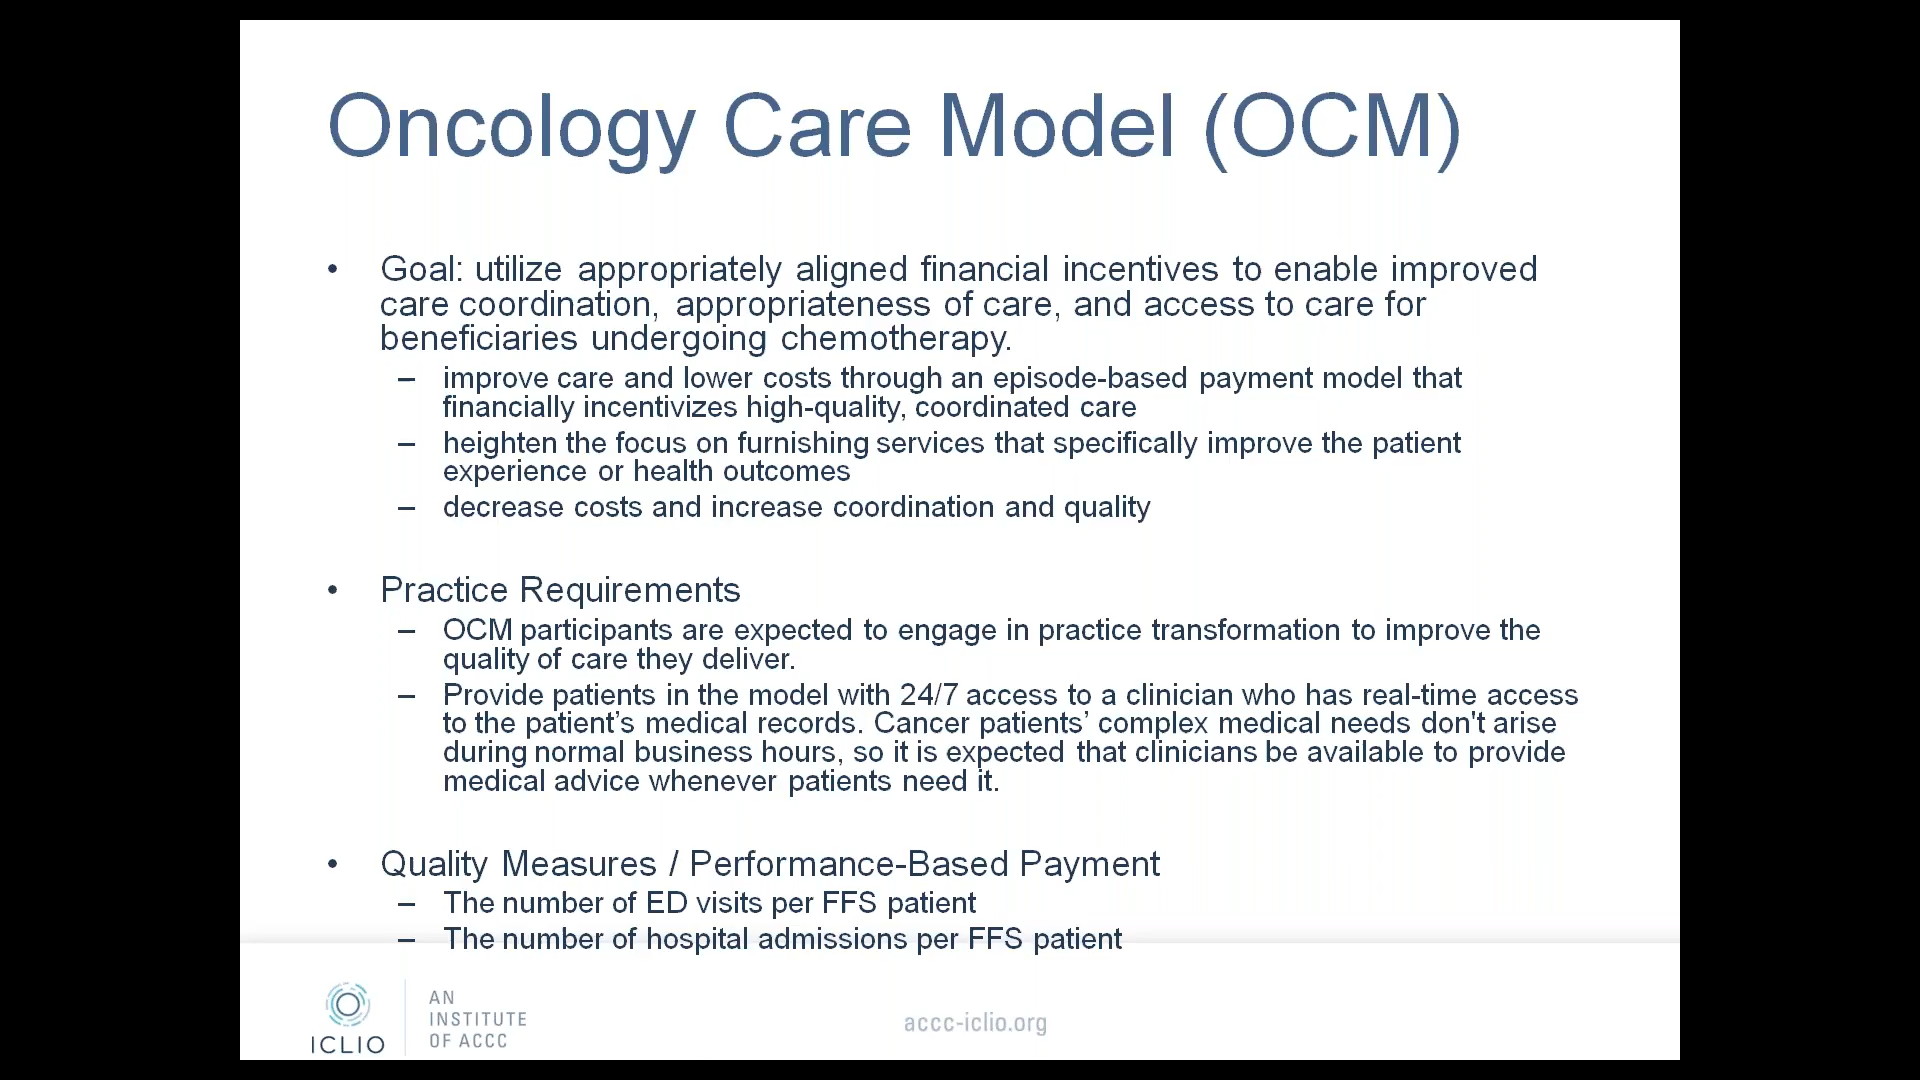 Oncology Care Model (OCM)
• Goal: utilize appropriately aligned financial incentives to enable improved
care coordination, appropriateness of care, and access to care for
beneficiaries undergoing chemotherapy.
– improve care and lower costs through an episode-based payment model that
financially incentivizes high-quality, coordinated care
– heighten the focus on furnishing services that specifically improve the patient
experience or health outcomes
– decrease costs and increase coordination and quality
• Practice Requirements
– OCM participants are expected to engage in practice transformation to improve the
quality of care they deliver.
– Provide patients in the model with 24/7 access to a clinician who has real-time access
to the patient’s medical records. Cancer patients’ complex medical needs don't arise
during normal business hours, so it is expected that clinicians be available to provide
medical advice whenever patients need it.
• Quality Measures / Performance-Based Payment
– The number of ED visits per FFS patient
– The number of hospital admissions per FFS patient
ICLIO
AN
INSTITUTE
OF ACCC
accc-iclio.org